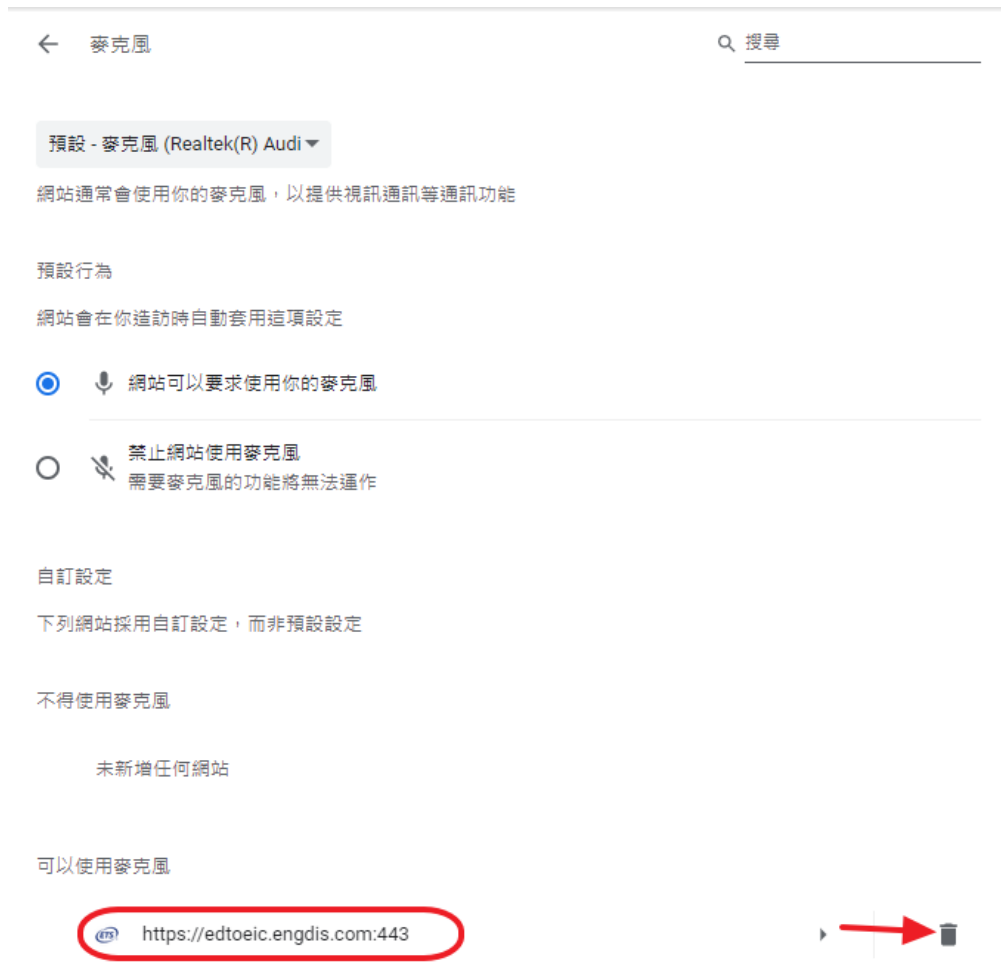 麥克風
搜尋
預設 - 麥克風 (Realtek(R) Audi
網站通常會使用你的麥克風，以提供視訊通訊等通訊功能
預設行為
網站會在你造訪時自動套用這項設定
網站可以要求使用你的麥克風
禁止網站使用麥克風
需要麥克風的功能將無法運作
自訂設定
下列網站採用自訂設定，而非預設設定
不得使用麥克風
未新增任何網站
可以使用麥克風
ETS https://edtoeic.engdis.com:443